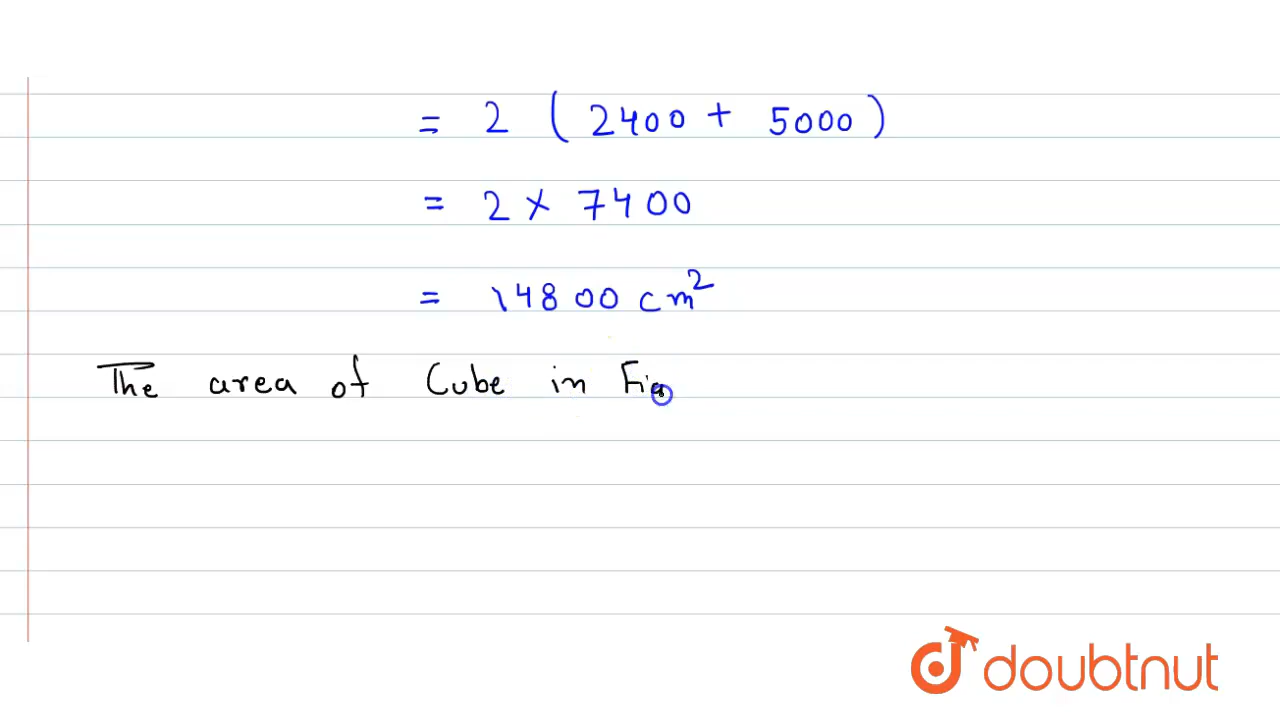 = 2 (2400 + 5000)
= 2 × 7400
= 14800 cm²
The area of Cube in Fig
doubtnut